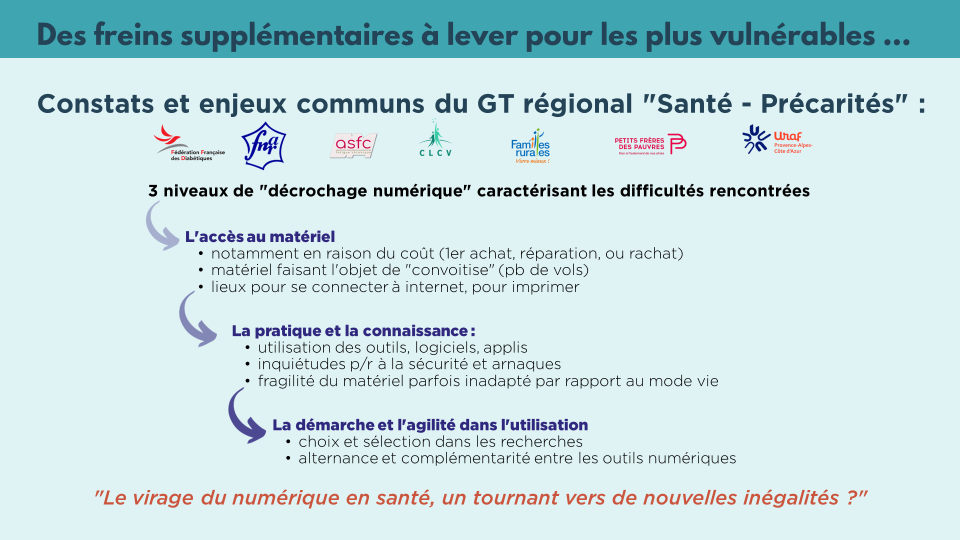 Des freins supplémentaires à lever pour les plus vulnérables ...
Constats et enjeux communs du GT régional "Santé - Précarités" :
Fédération Française
des Diabétiques
fnar
asfc
CLCV
Familles
rurales
Vivre mieux !
PETITS FRÈRES
DES PAUVRES
Uraf
Provence-Alpes
Côte d'Azur
3 niveaux de "décrochage numérique" caractérisant les difficultés rencontrées
L'accès au matériel
• notamment en raison du coût (1er achat, réparation, ou rachat)
• matériel faisant l'objet de "convoitise" (pb de vols)
• lieux pour se connecter à internet, pour imprimer
La pratique et la connaissance :
• utilisation des outils, logiciels, applis
• inquiétudes p/r à la sécurité et arnaques
• fragilité du matériel parfois inadapté par rapport au mode vie
La démarche et l'agilité dans l'utilisation
• choix et sélection dans les recherches
• alternance et complémentarité entre les outils numériques
"Le virage du numérique en santé, un tournant vers de nouvelles inégalités ?"